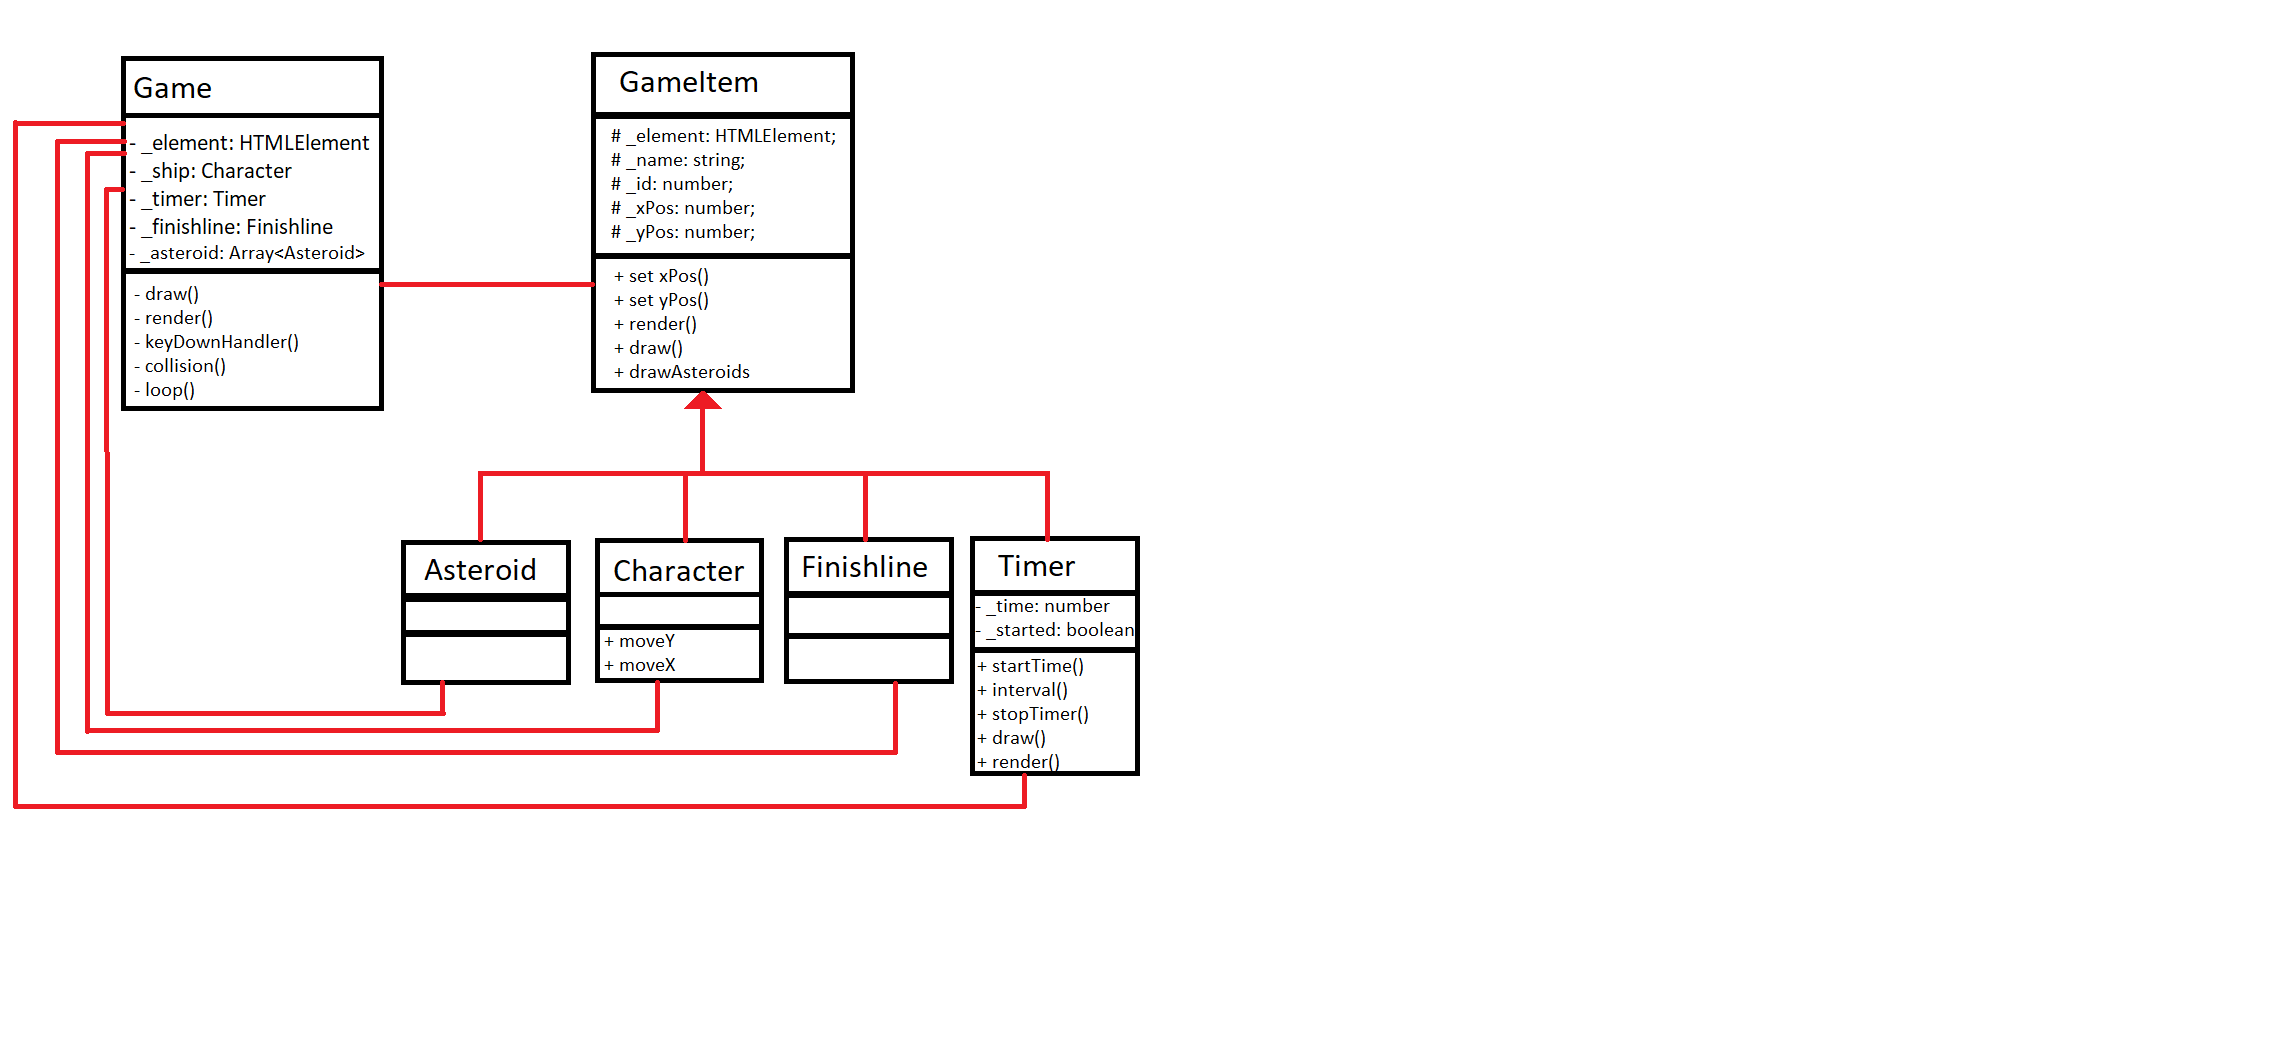 Game
- _element: HTMLElement
- _ship: Character
- _timer: Timer
- _finishline: Finishline
- _asteroid: Array<Asteroid>
- draw()
- render()
- keyDownHandler()
- collision()
- loop()
GameItem
# _element: HTMLElement;
# _name: string;
# _id: number;
# _xPos: number;
# _yPos: number;
+ set xPos()
+ set yPos()
+ render()
+ draw()
+ drawAsteroids
Asteroid
Character
+ moveY
+ moveX
Finishline
Timer
- _time: number
- _started: boolean
+ startTime()
+ interval()
+ stopTimer()
+ draw()
+ render()